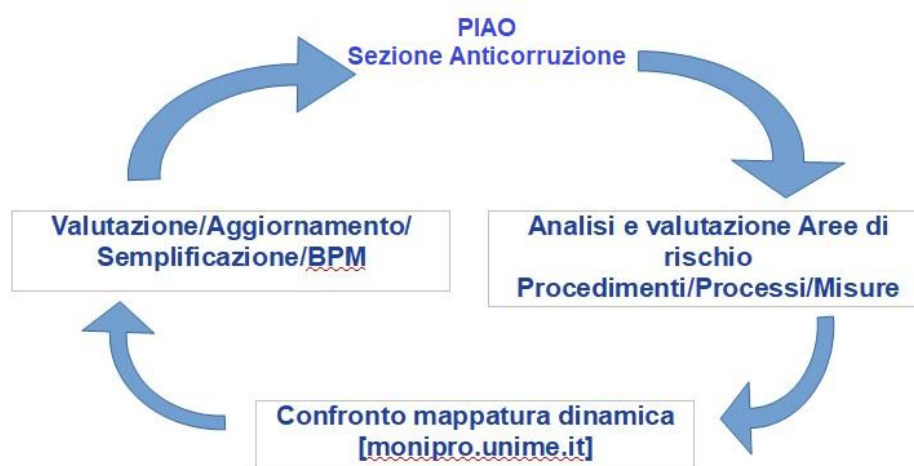 PIAO
Sezione Anticorruzione
Valutazione/Aggiornamento/
Semplificazione/BPM
Analisi e valutazione Aree di
rischio
Procedimenti/Processi/Misure
Confronto mappatura dinamica
[monipro.unime.it]